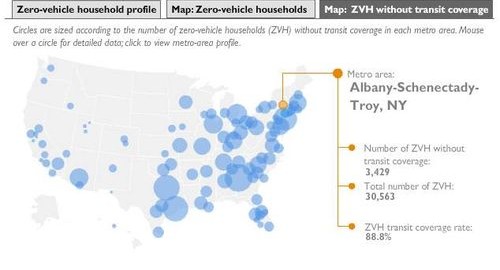 Zero-vehicle household profile
Map: Zero-vehicle households
Map: ZVH without transit coverage
Circles are sized according to the number of zero-vehicle households (ZVH) without transit coverage in each metro area. Mouse
over a circle for detailed data; click to view metro-area profile.
Metro area:
Albany-Schenectady-
Troy, NY
Number of ZVH without
transit coverage:
3,429
Total number of ZVH:
30,563
ZVH transit coverage rate:
88.8%